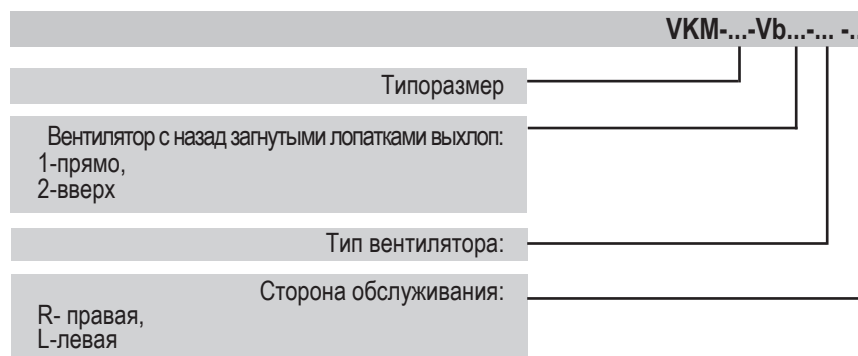 VKM-...-Vb...-... -..
Типоразмер
Вентилятор с назад загнутыми лопатками выхлоп:
1-прямо,
2-вверх
Тип вентилятора:
Сторона обслуживания:
R- правая,
L-левая